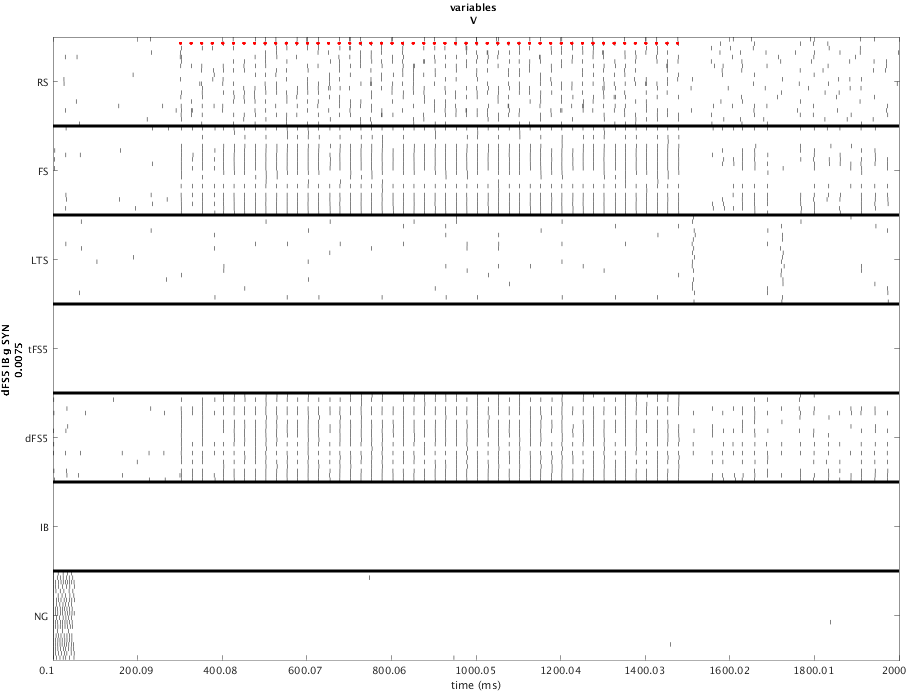 variables
V
RS
FS
LTS
tFS5
dFS5
IB
NG
dFS5 IB g SYN
0.0075
0.1 200.09 400.08 600.07 800.06 1000.05 1200.04 1400.03 1600.02 1800.01 2000
time (ms)